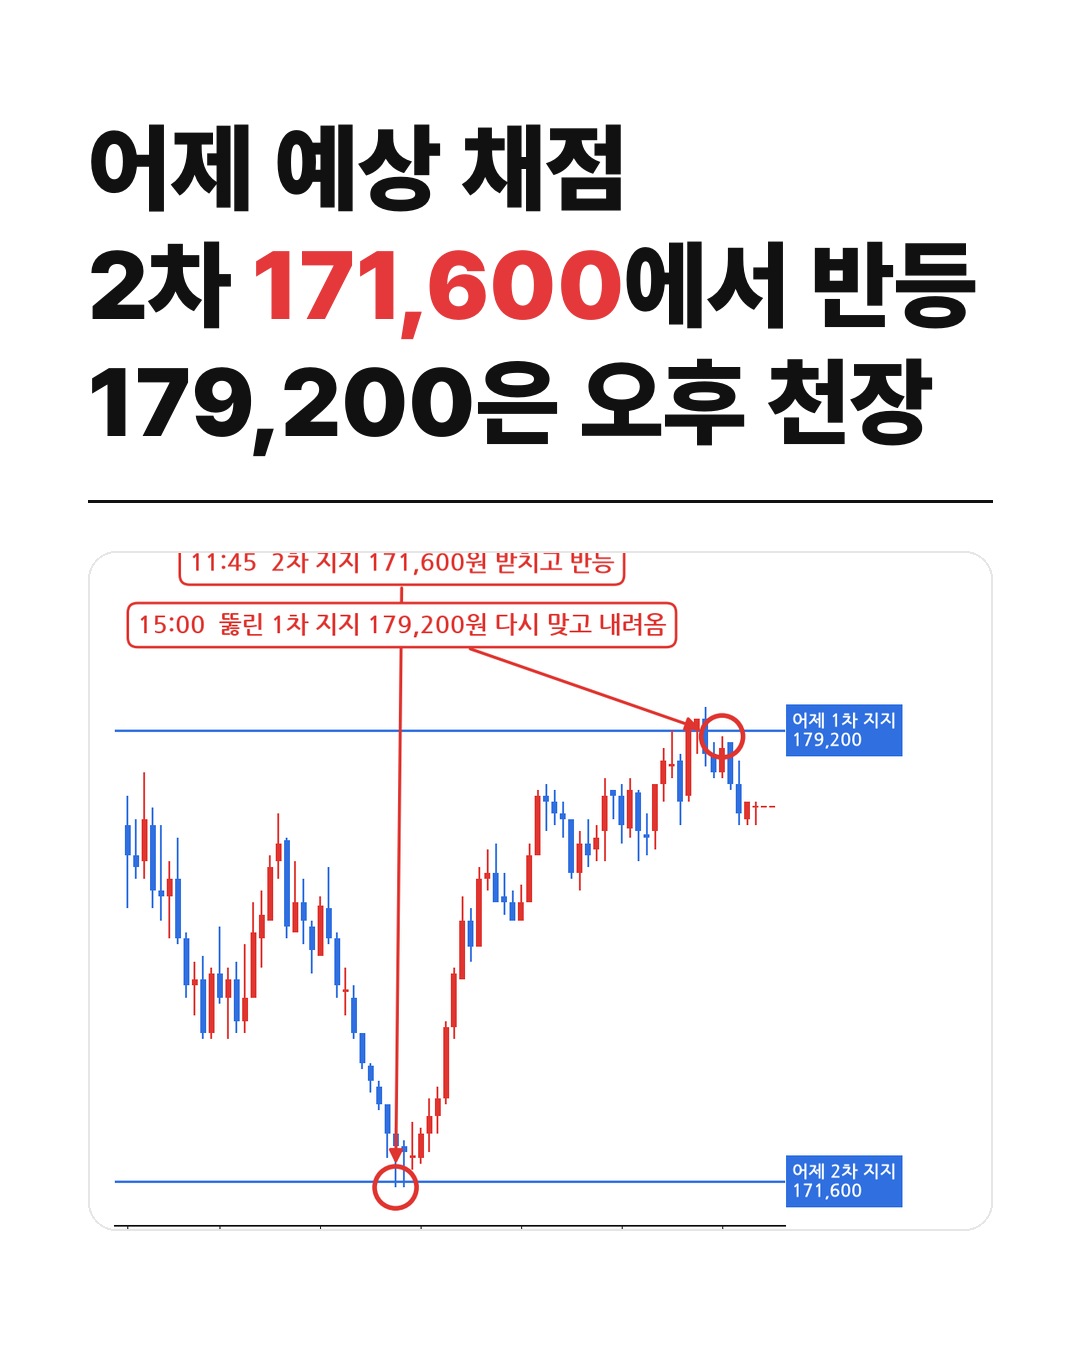 어제 예상 채점
2차 171,600에서 반등
179,200은 오후 천장
11:45 2차 지지 171,600원 받치고 반등
15:00 뚫린 1차 지지 179,200원 다시 맞고 내려옴
어제 1차 지지
179,200
어제 2차 지지
171,600